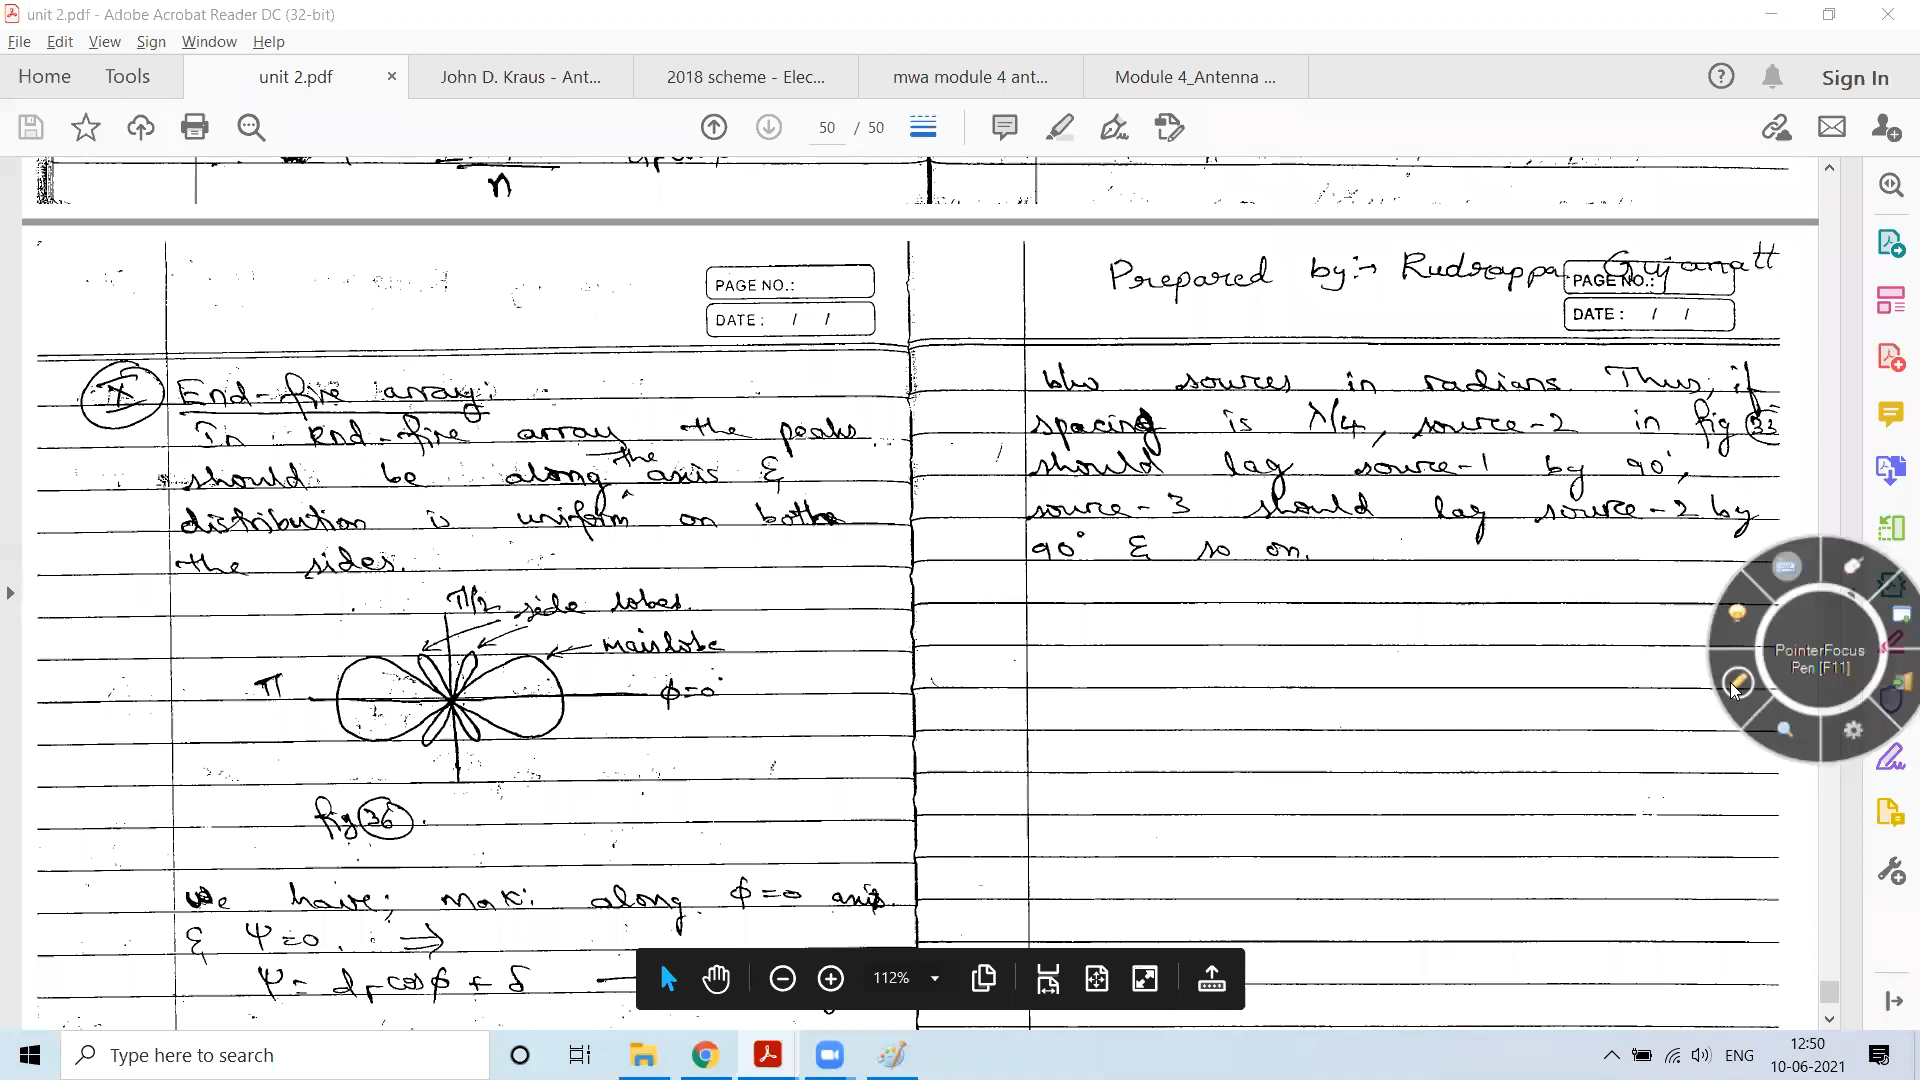 unit 2.pdf - Adobe Acrobat Reader DC (32-bit)
File Edit View Sign Window Help
Home Tools unit 2.pdf × John D. Kraus - Ant... 2018 scheme - Elec... mwa module 4 ant... Module 4_Antenna ... Sign In
50 / 50
n
PAGE NO.:
DATE: / /
I End-fire array:
In End-fire array the peaks
should be along the axis &
distribution is uniform on both
the sides.
π/2 side lobes.
mainlobe
π
ϕ=0°
fig 36.
we have; max: along ϕ=0 axis.
& Ψ=0. ⇒
Ψ= dr cosϕ + δ
Prepared by:→ Rudrappa Gujanatt
PAGE NO.:
DATE: / /
b/w sources in radians. Thus, if
spacing is λ/4, source-2 in fig 33
should lag source-1 by 90°,
source-3 should lag source-2 by
90° & so on.
PointerFocus
Pen [F11]
112%
Type here to search
ENG
12:50
10-06-2021